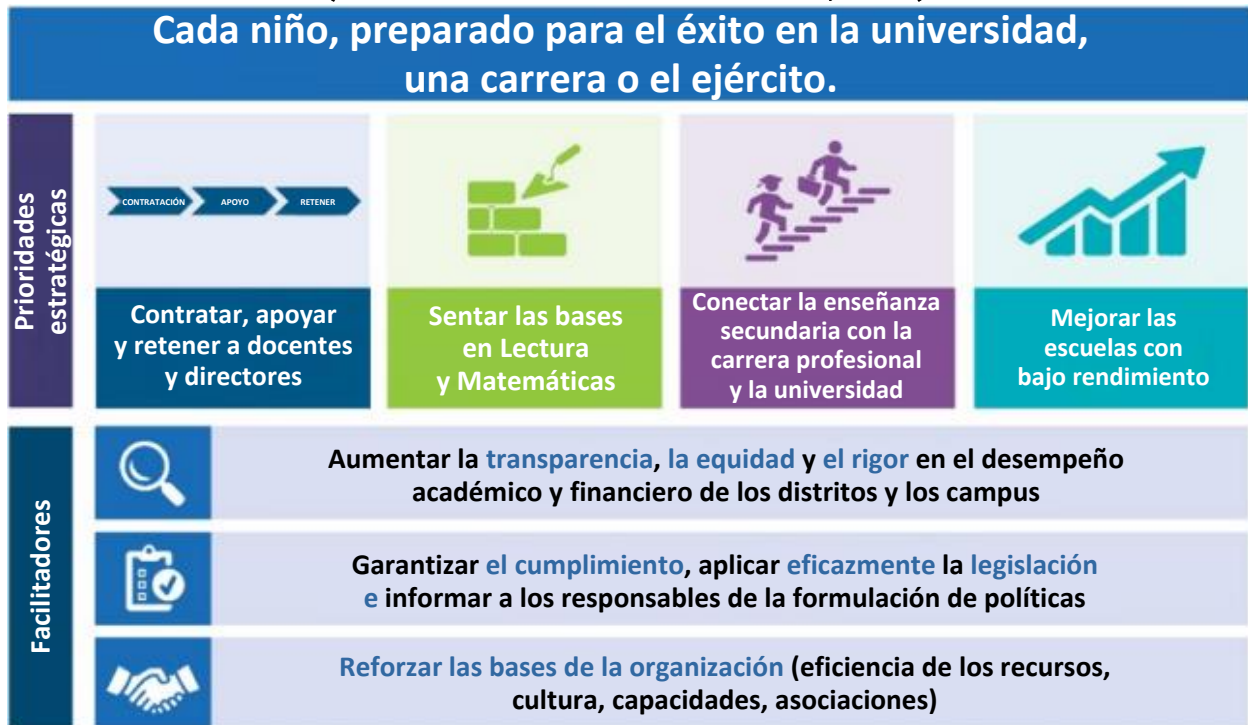 Cada niño, preparado para el éxito en la universidad,
una carrera o el ejército.
Prioridades
estratégicas
CONTRATACIÓN
APOYO
RETENER
Contratar, apoyar
y retener a docentes
y directores
Sentar las bases
en Lectura
y Matemáticas
Conectar la enseñanza
secundaria con la
carrera profesional
y la universidad
Mejorar las
escuelas con
bajo rendimiento
Facilitadores
Aumentar la transparencia, la equidad y el rigor en el desempeño
académico y financiero de los distritos y los campus
Garantizar el cumplimiento, aplicar eficazmente la legislación
e informar a los responsables de la formulación de políticas
Reforzar las bases de la organización (eficiencia de los recursos,
cultura, capacidades, asociaciones)